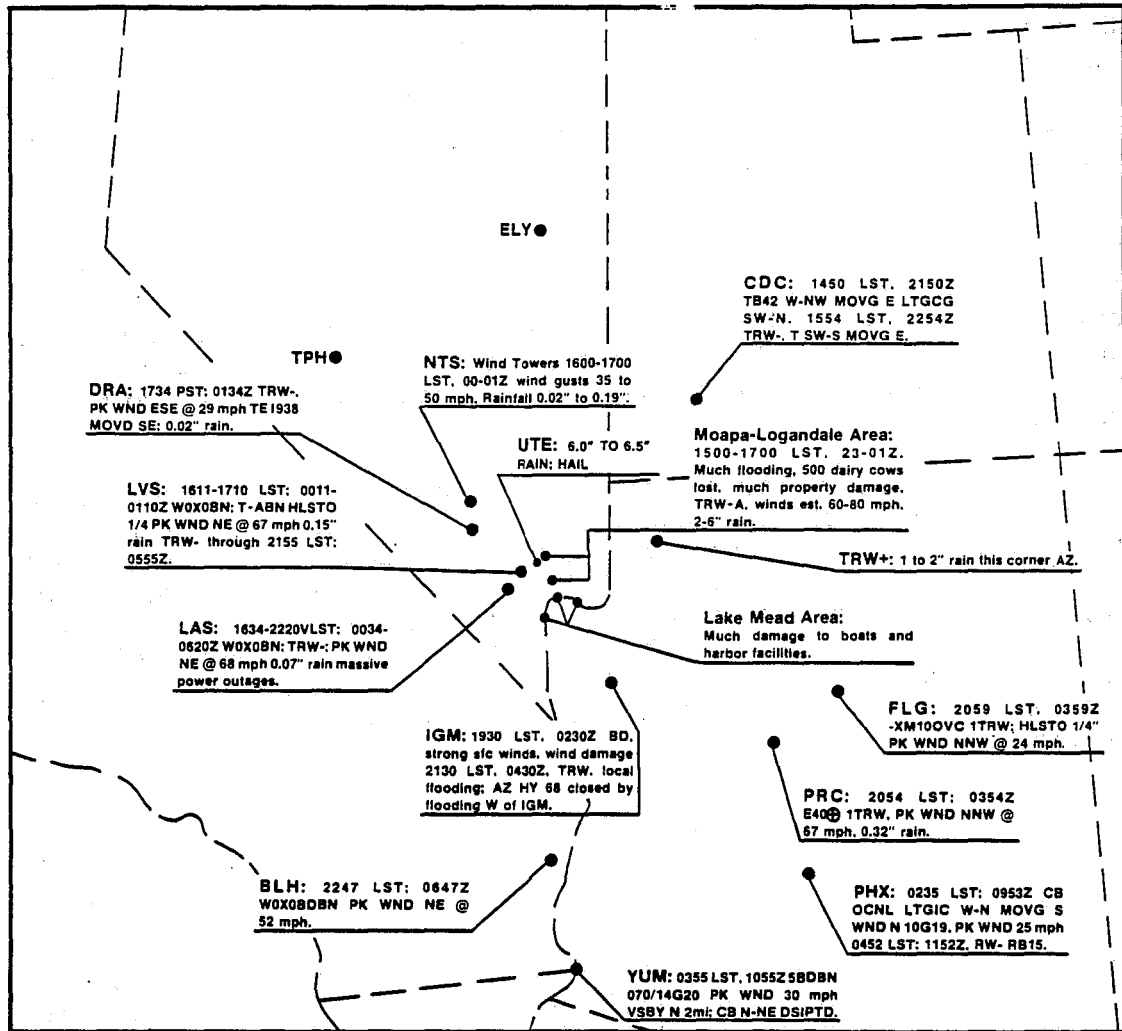 ELY
CDC: 1450 LST, 2150Z
TB42 W-NW MOVG E LTGCG
SW-N. 1554 LST, 2254Z
TRW-, T SW-S MOVG E.
TPH
NTS: Wind Towers 1600-1700
LST, 00-01Z wind gusts 35 to
50 mph, Rainfall 0.02" to 0.19".
DRA: 1734 PST; 0134Z TRW-,
PK WND ESE @ 29 mph TE1938
MOVD SE; 0.02" rain.
UTE: 6.0" TO 6.5"
RAIN; HAIL
Moapa-Logandale Area:
1500-1700 LST, 23-01Z.
Much flooding, 500 dairy cows
lost, much property damage,
TRW-A, winds est. 60-80 mph,
2-6" rain.
LVS: 1611-1710 LST; 0011-
0110Z W0X0BN; T-ABN HLSTO
1/4 PK WND NE @ 67 mph 0.15"
rain TRW- through 2155 LST;
0555Z.
TRW+: 1 to 2" rain this corner AZ.
LAS: 1634-2220VLST; 0034-
0620Z W0X0BN; TRW-; PK WND
NE @ 68 mph 0.07" rain massive
power outages.
Lake Mead Area:
Much damage to boats and
harbor facilities.
IGM: 1930 LST, 0230Z BD,
strong sfc winds, wind damage
2130 LST, 0430Z, TRW, local
flooding; AZ HY 68 closed by
flooding W of IGM.
FLG: 2059 LST, 0359Z
-XM10OVC 1TRW; HLSTO 1/4"
PK WND NNW @ 24 mph.
PRC: 2054 LST; 0354Z
E40⊕ 1TRW, PK WND NNW @
67 mph, 0.32" rain.
BLH: 2247 LST; 0647Z
W0X0BDBN PK WND NE @
52 mph.
PHX: 0235 LST; 0953Z CB
OCNL LTGIC W-N MOVG S
WND N 10G19, PK WND 25 mph
0452 LST; 1152Z, RW- RB15.
YUM: 0355 LST, 1055Z 5BDBN
070/14G20 PK WND 30 mph
VSBY N 2mi; CB N-NE DSIPTD.